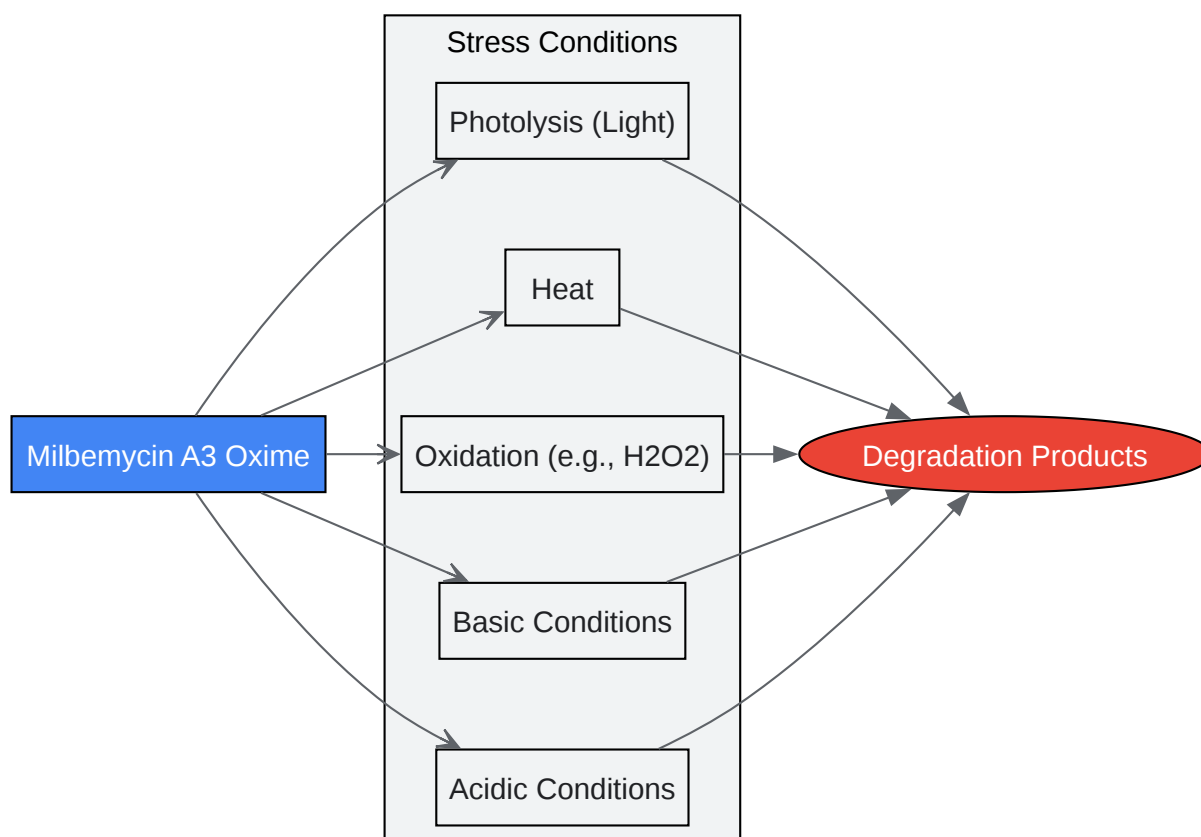 Stress Conditions
Photolysis (Light)
Heat
Milbemycin A3 Oxime
Oxidation (e.g., H2O2)
Degradation Products
Basic Conditions
Acidic Conditions